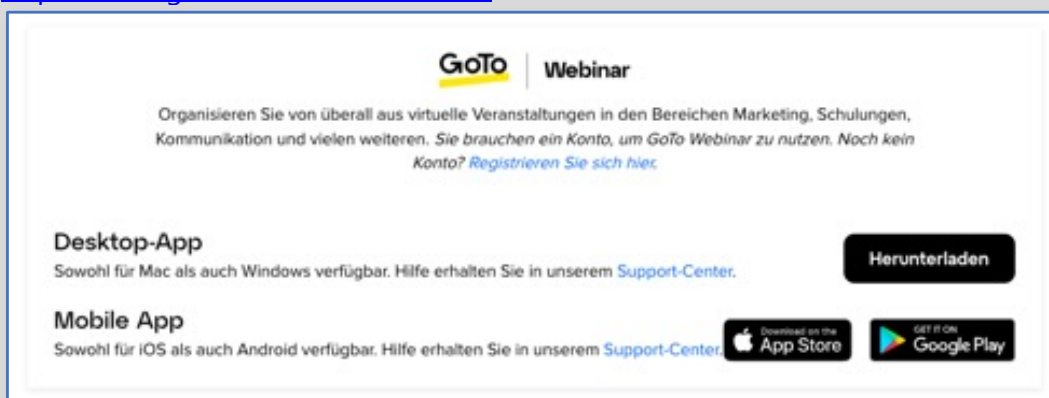 GoTo Webinar
Organisieren Sie von überall aus virtuelle Veranstaltungen in den Bereichen Marketing, Schulungen,
Kommunikation und vielen weiteren. Sie brauchen ein Konto, um GoTo Webinar zu nutzen. Noch kein
Konto? Registrieren Sie sich hier.
Desktop-App
Sowohl für Mac als auch Windows verfügbar. Hilfe erhalten Sie in unserem Support-Center.
Herunterladen
Mobile App
Sowohl für iOS als auch Android verfügbar. Hilfe erhalten Sie in unserem Support-Center.
Download on the
App Store
GET IT ON
Google Play